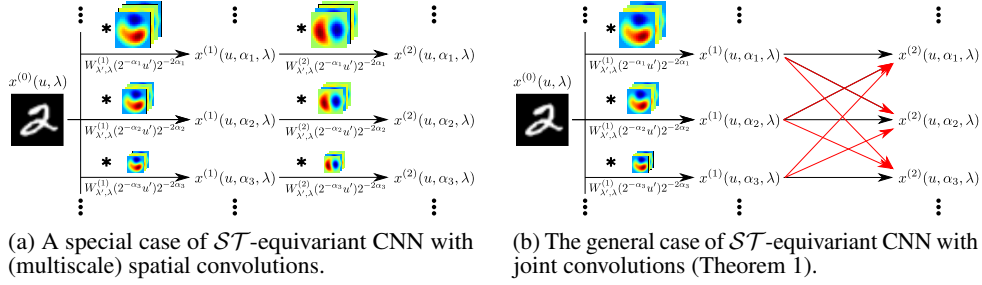 x^{(0)}(u, λ)
* W^{(1)}_{λ′,λ}(2^{-α_1}u′)2^{-2α_1} x^{(1)}(u, α_1, λ) * W^{(2)}_{λ′,λ}(2^{-α_1}u′)2^{-2α_1} x^{(2)}(u, α_1, λ)
* W^{(1)}_{λ′,λ}(2^{-α_2}u′)2^{-2α_2} x^{(1)}(u, α_2, λ) * W^{(2)}_{λ′,λ}(2^{-α_2}u′)2^{-2α_2} x^{(2)}(u, α_2, λ)
* W^{(1)}_{λ′,λ}(2^{-α_3}u′)2^{-2α_3} x^{(1)}(u, α_3, λ) * W^{(2)}_{λ′,λ}(2^{-α_3}u′)2^{-2α_3} x^{(2)}(u, α_3, λ)
2
(a) A special case of 𝒮𝒯-equivariant CNN with
(multiscale) spatial convolutions.
x^{(0)}(u, λ)
* W^{(1)}_{λ′,λ}(2^{-α_1}u′)2^{-2α_1} x^{(1)}(u, α_1, λ) x^{(2)}(u, α_1, λ)
* W^{(1)}_{λ′,λ}(2^{-α_2}u′)2^{-2α_2} x^{(1)}(u, α_2, λ) x^{(2)}(u, α_2, λ)
* W^{(1)}_{λ′,λ}(2^{-α_3}u′)2^{-2α_3} x^{(1)}(u, α_3, λ) x^{(2)}(u, α_3, λ)
2
(b) The general case of 𝒮𝒯-equivariant CNN with
joint convolutions (Theorem 1).